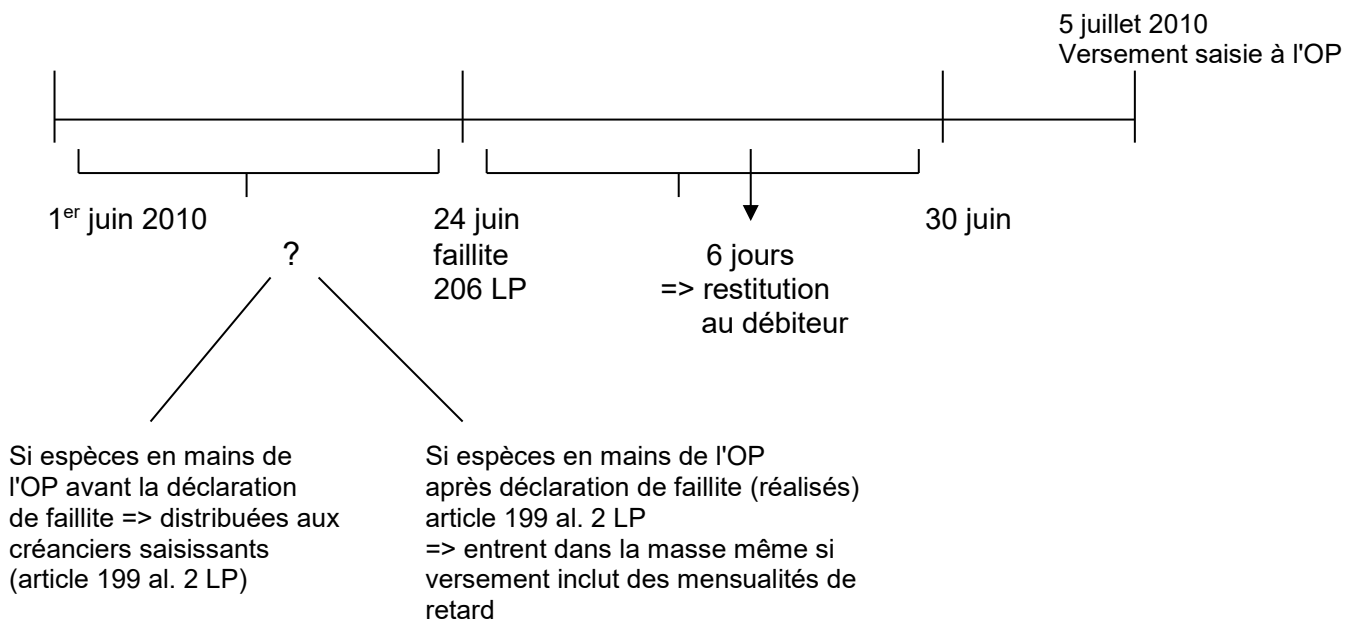 5 juillet 2010
Versement saisie à l'OP
1er juin 2010
24 juin
faillite
206 LP
30 juin
?
6 jours
=> restitution
au débiteur
Si espèces en mains de
l'OP avant la déclaration
de faillite => distribuées aux
créanciers saisissants
(article 199 al. 2 LP)
Si espèces en mains de l'OP
après déclaration de faillite (réalisés)
article 199 al. 2 LP
=> entrent dans la masse même si
versement inclut des mensualités de
retard